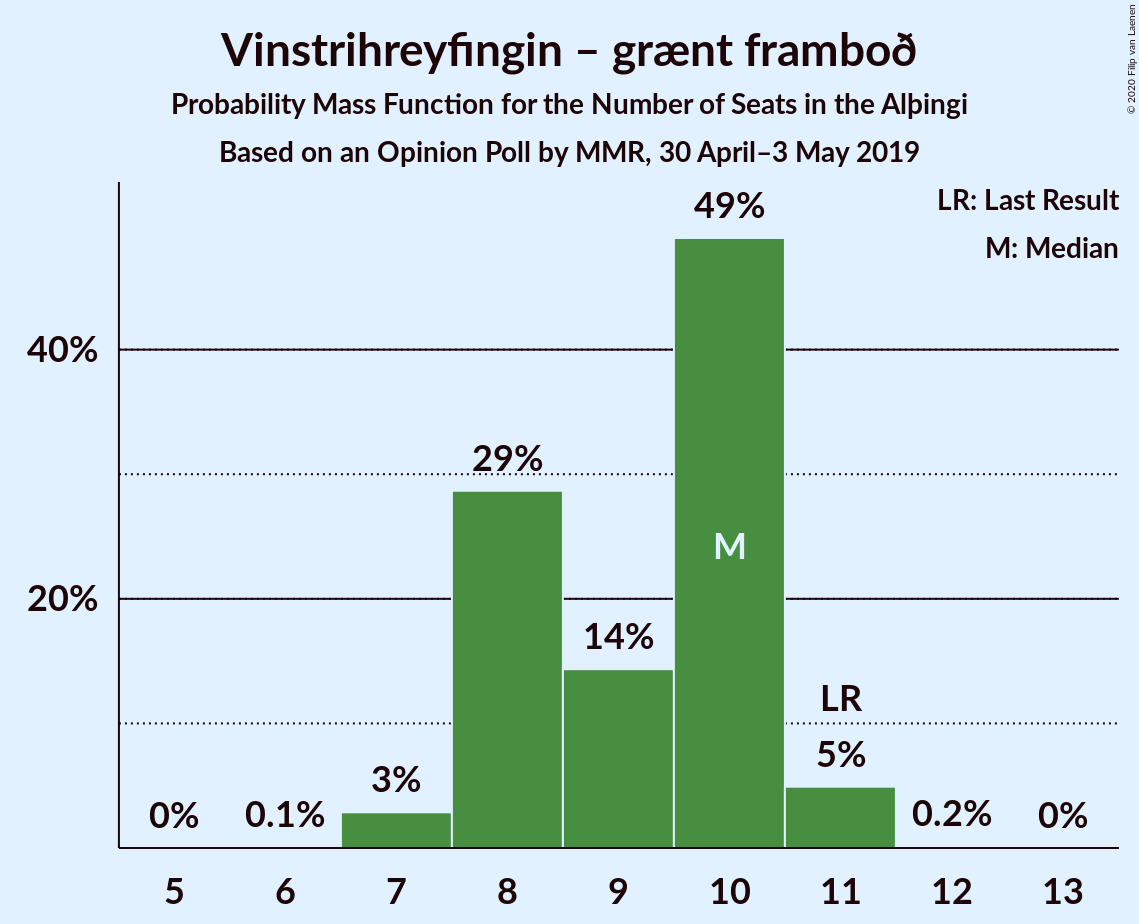 Vinstrihreyfingin – grænt framboð
Probability Mass Function for the Number of Seats in the Alþingi
Based on an Opinion Poll by MMR, 30 April–3 May 2019
© 2020 Filip van Laenen
LR: Last Result
M: Median
49%
40%
29%
M
20%
14%
LR
5%
3%
0%
0.1%
0.2%
0%
5 6 7 8 9 10 11 12 13